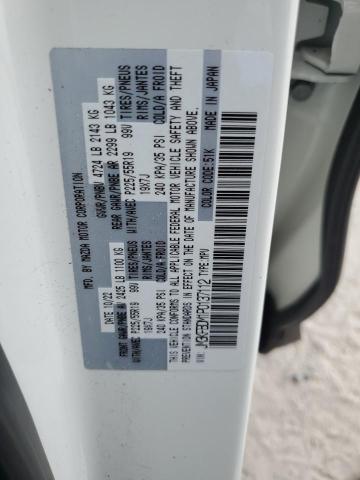 MFD. BY MAZDA MOTOR CORPORATION
DATE: 10/22 GVWR/PNBV 4724 LB 2143 KG
FRONT GAWR/PNBE AV 2425 LB 1100 KG REAR GAWR/PNBE AR 2299 LB 1043 KG
WITH/AVEC P225/55R19 99V TIRES/PNEUS WITH/AVEC P225/55R19 99V TIRES/PNEUS
19X7J RIMS/JANTES 19X7J RIMS/JANTES
240 KPA/35 PSI COLD/A FROID 240 KPA/35 PSI COLD/A FROID
THIS VEHICLE CONFORMS TO ALL APPLICABLE FEDERAL MOTOR VEHICLE SAFETY AND THEFT
PREVENTION STANDARDS IN EFFECT ON THE DATE OF MANUFACTURE SHOWN ABOVE.
COLOR CODE: 51K MADE IN JAPAN
TYPE: MPV